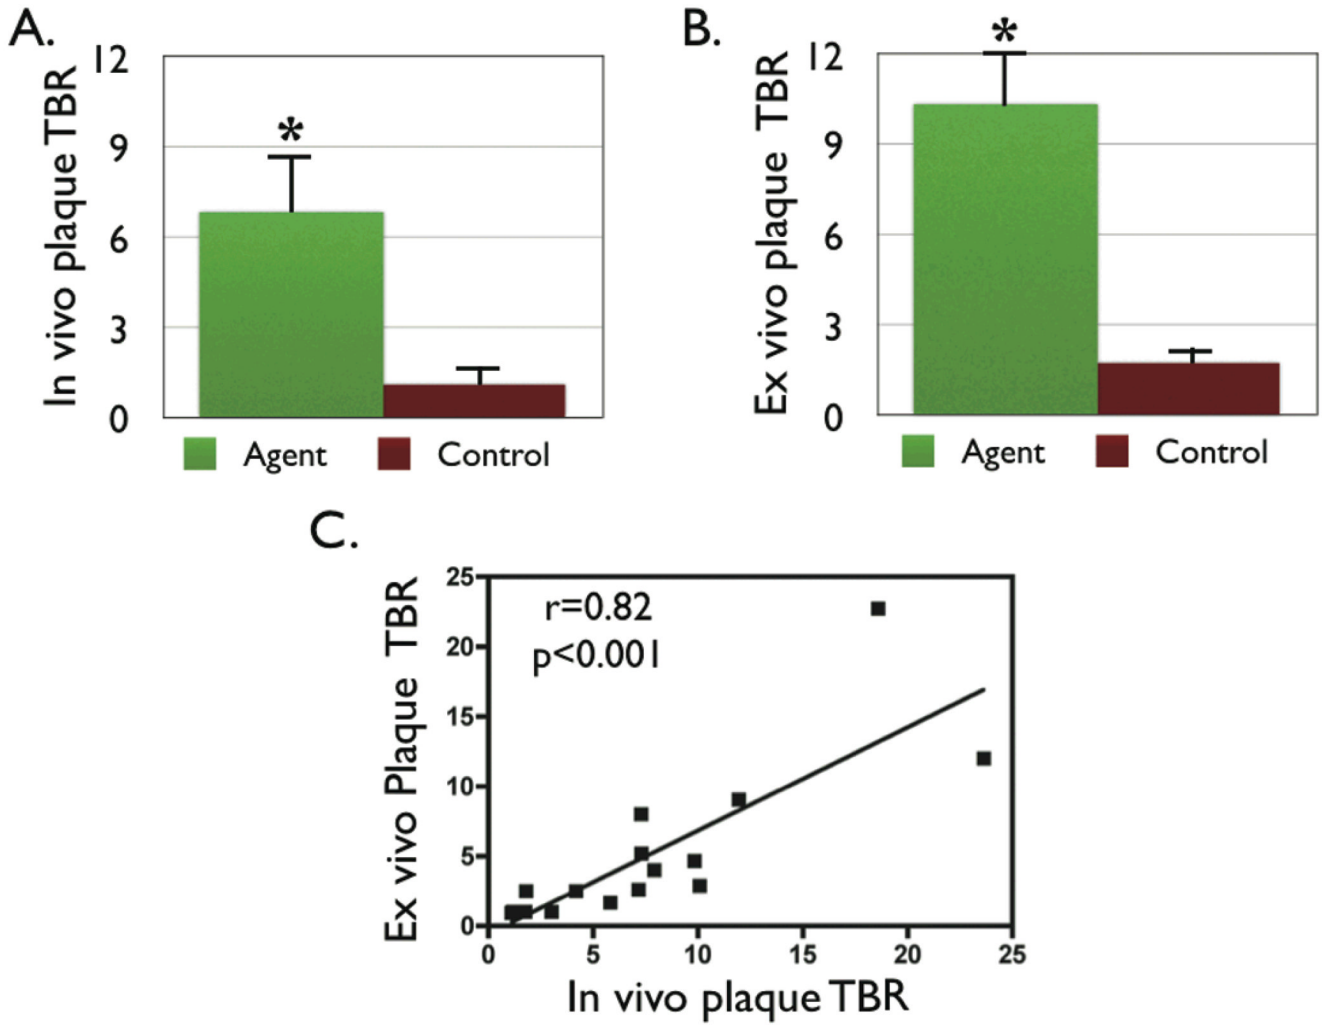 A.
In vivo plaque TBR
12
9
6
3
0
*
Agent
Control
B.
Ex vivo plaque TBR
12
9
6
3
0
*
Agent
Control
C.
Ex vivo Plaque TBR
25
20
15
10
5
0
r=0.82
p<0.001
0 5 10 15 20 25
In vivo plaque TBR